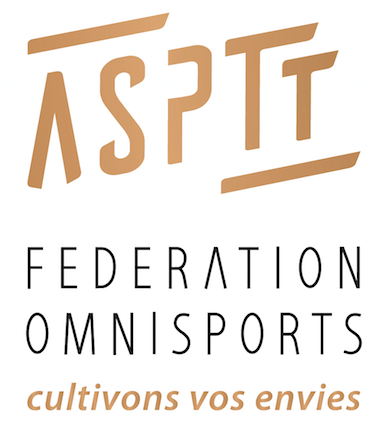 ASPTT
FEDERATION
OMNISPORTS
cultivons vos envies